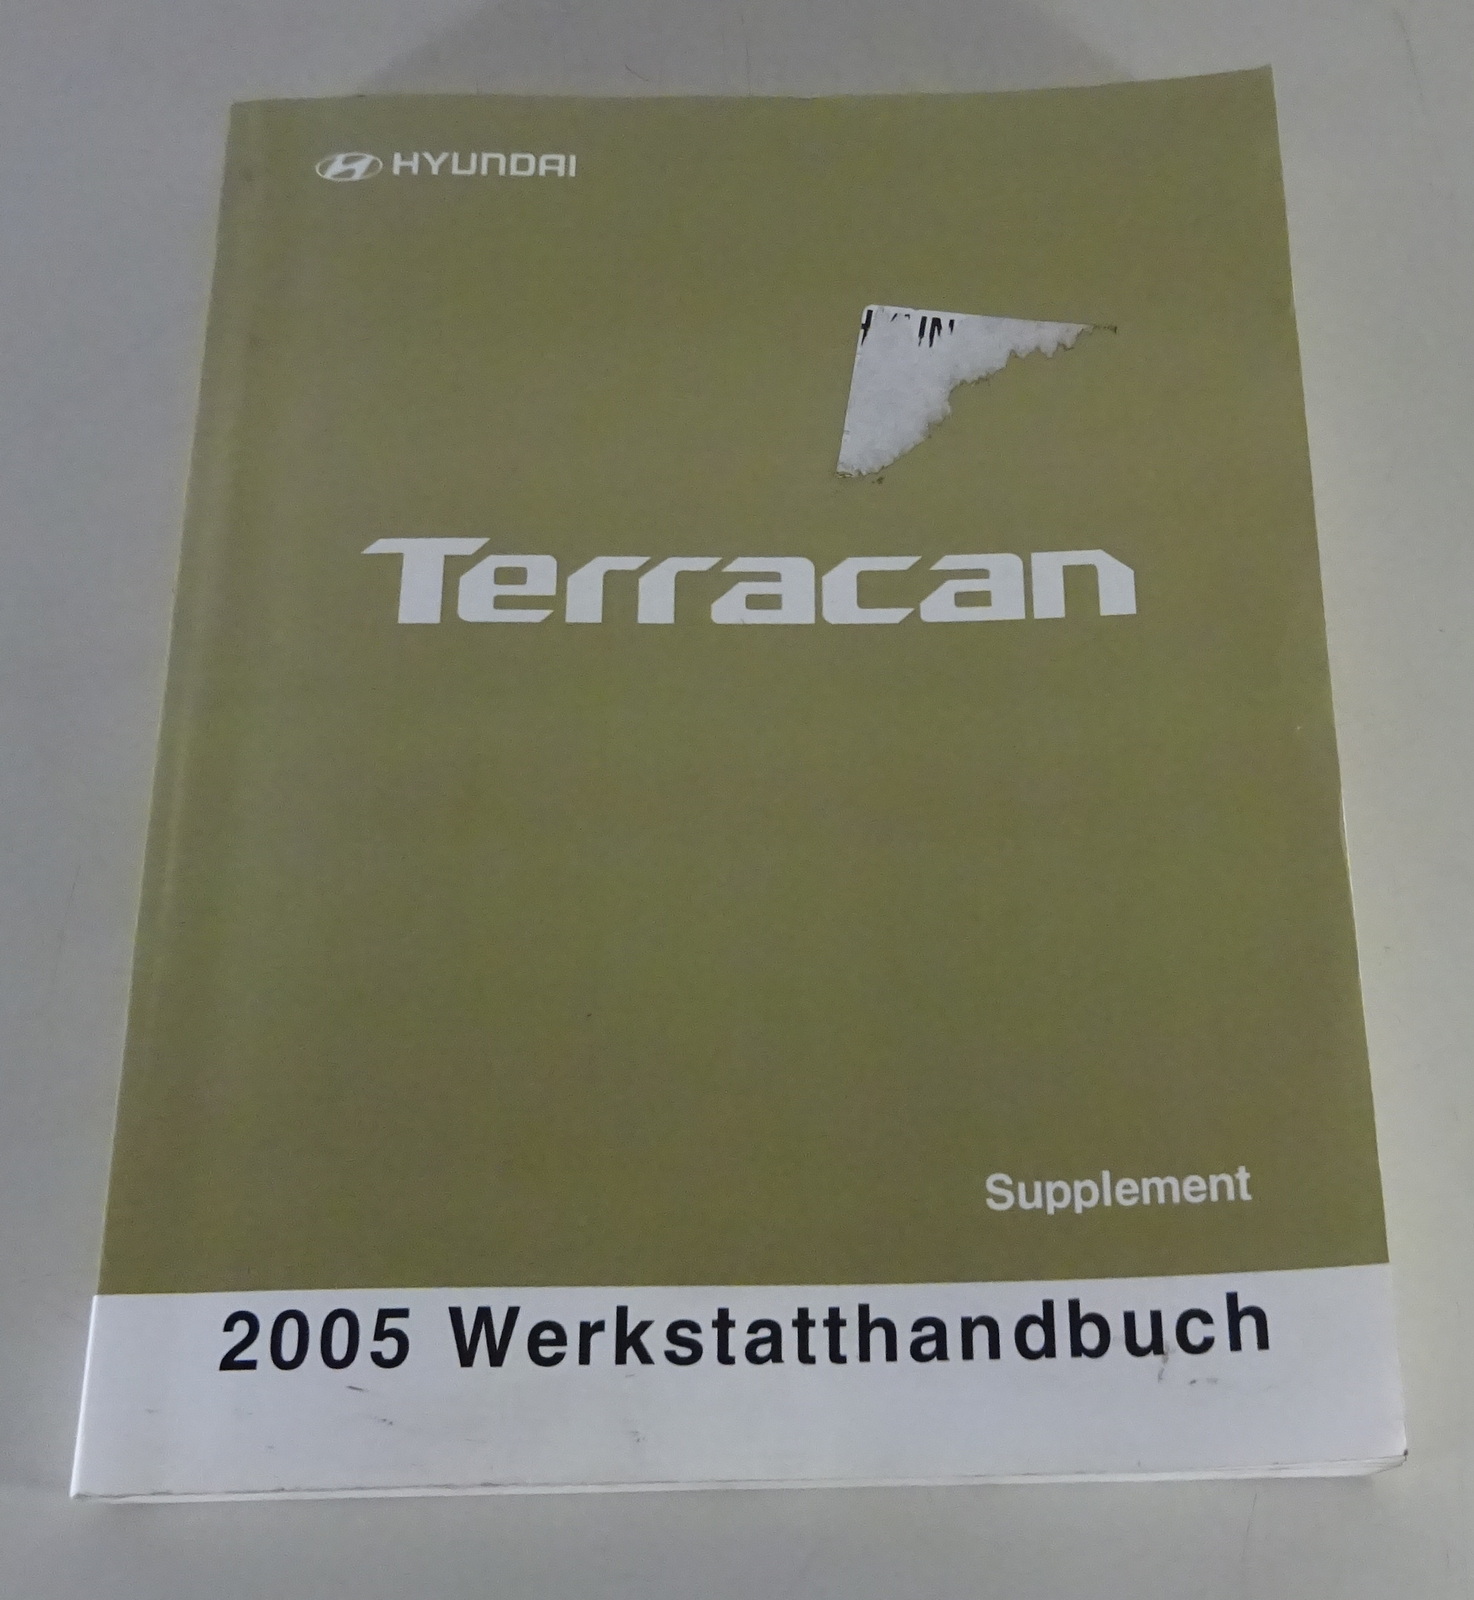 HYUNDAI
Terracan
Supplement
2005 Werkstatthandbuch